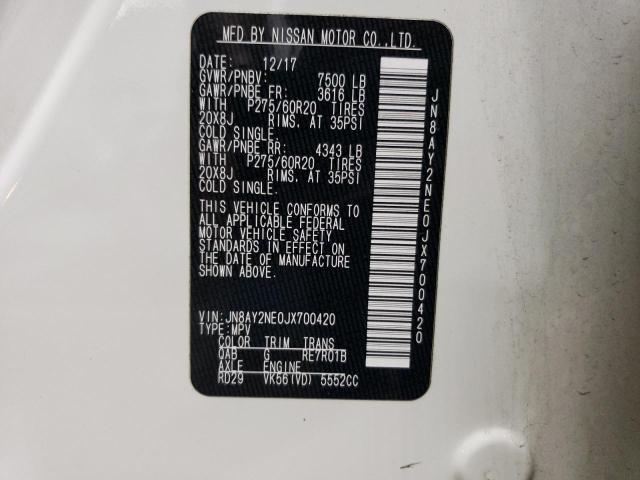 MFD BY NISSAN MOTOR CO.,LTD.
DATE: 12/17
GVWR/PNBV: 7500 LB
GAWR/PNBE FR: 3616 LB
WITH P275/60R20 TIRES
20X8J RIMS, AT 35PSI
COLD SINGLE.
GAWR/PNBE RR: 4343 LB
WITH P275/60R20 TIRES
20X8J RIMS, AT 35PSI
COLD SINGLE.
THIS VEHICLE CONFORMS TO
ALL APPLICABLE FEDERAL
MOTOR VEHICLE SAFETY
STANDARDS IN EFFECT ON
THE DATE OF MANUFACTURE
SHOWN ABOVE.
VIN:JN8AY2NE0JX700420
TYPE:MPV
COLOR TRIM TRANS
QAB G RE7R01B
AXLE ENGINE
RD29 VK56(VD) 5552CC
JN8AY2NE0JX700420